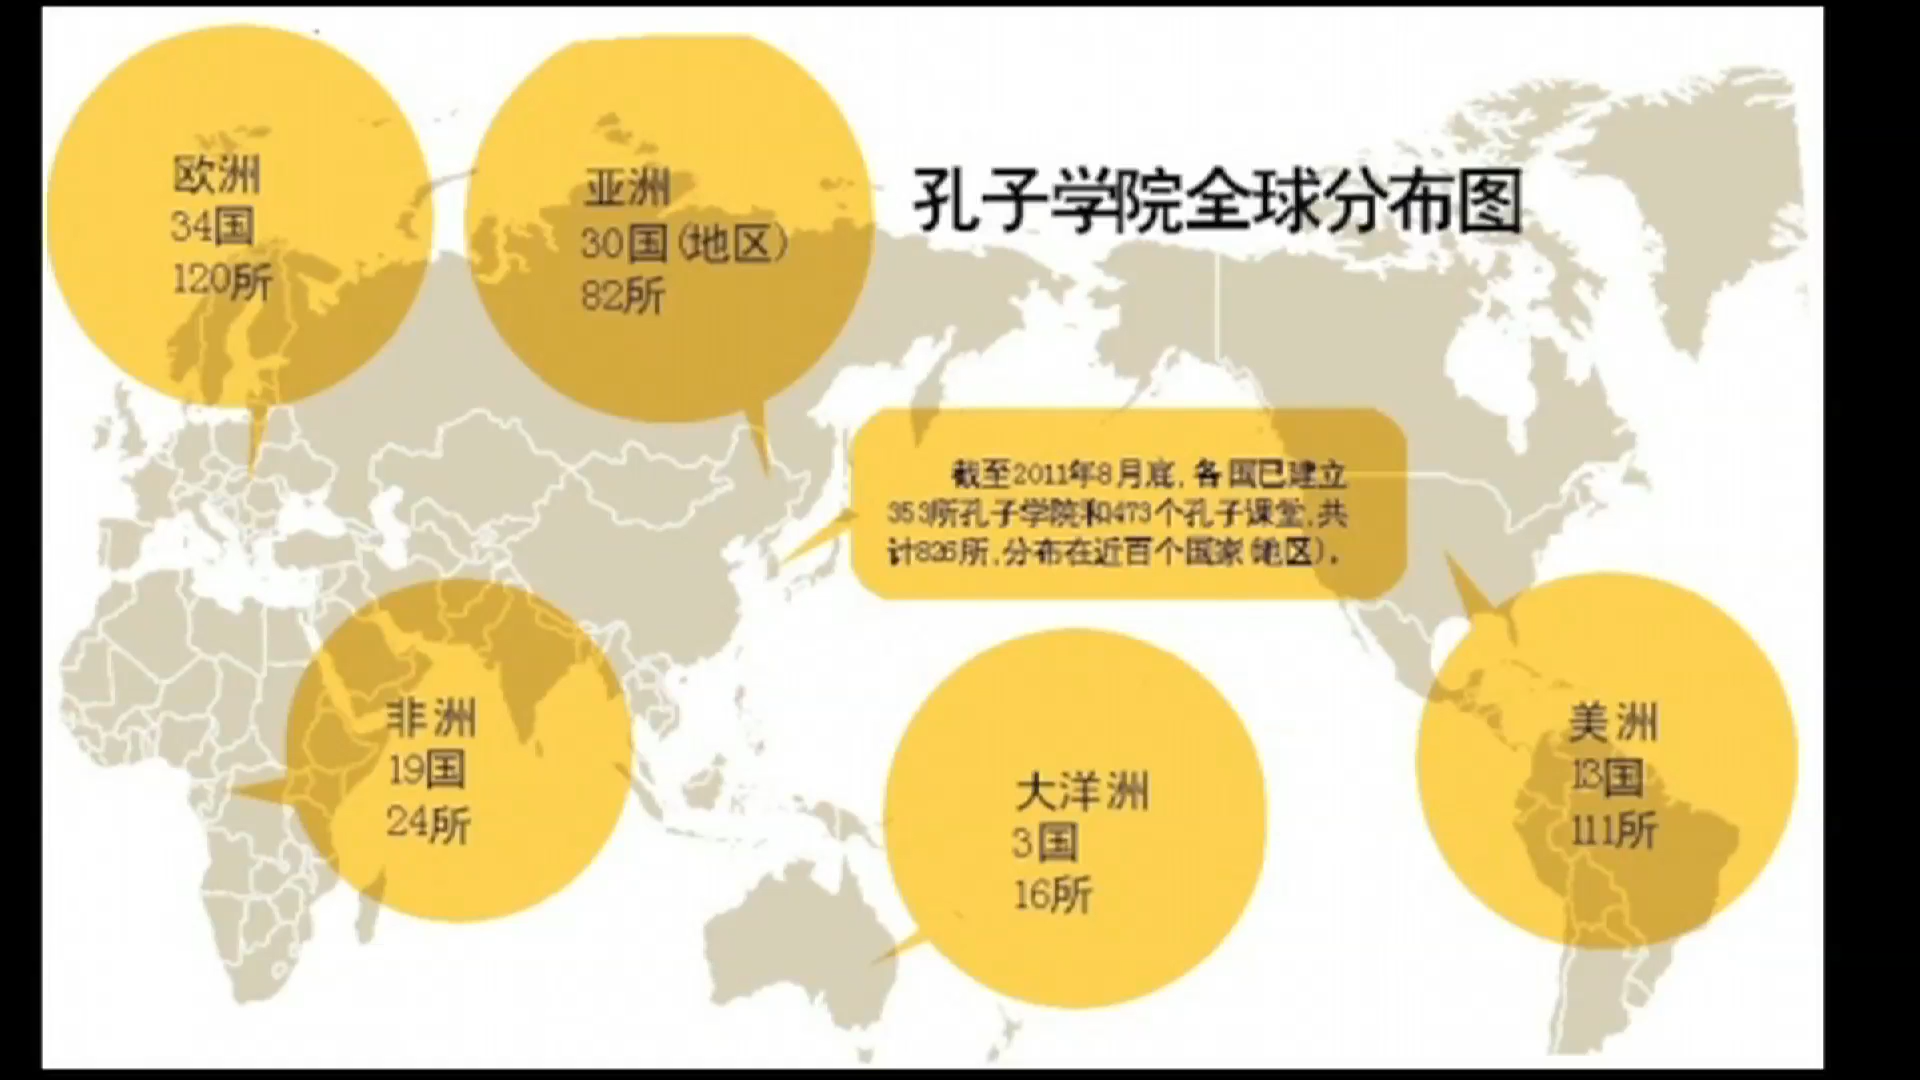 孔子学院全球分布图
欧洲
34国
120所
亚洲
30国(地区)
82所
截至2011年8月底,各国已建立
353所孔子学院和473个孔子课堂,共
计826所,分布在近百个国家(地区)。
非洲
19国
24所
大洋洲
3国
16所
美洲
13国
111所